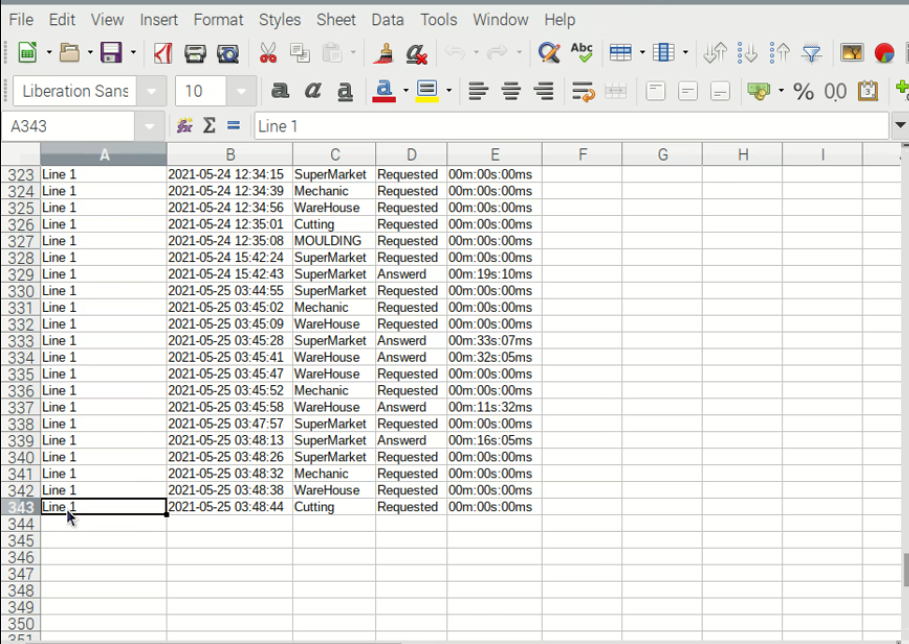 File Edit View Insert Format Styles Sheet Data Tools Window Help
Abc
Liberation Sans 10 a a a a % 0,0
A343 fx Σ = Line 1
A B C D E F G H I
323 Line 1 2021-05-24 12:34:15 SuperMarket Requested 00m:00s:00ms
324 Line 1 2021-05-24 12:34:39 Mechanic Requested 00m:00s:00ms
325 Line 1 2021-05-24 12:34:56 WareHouse Requested 00m:00s:00ms
326 Line 1 2021-05-24 12:35:01 Cutting Requested 00m:00s:00ms
327 Line 1 2021-05-24 12:35:08 MOULDING Requested 00m:00s:00ms
328 Line 1 2021-05-24 15:42:24 SuperMarket Requested 00m:00s:00ms
329 Line 1 2021-05-24 15:42:43 SuperMarket Answerd 00m:19s:10ms
330 Line 1 2021-05-25 03:44:55 SuperMarket Requested 00m:00s:00ms
331 Line 1 2021-05-25 03:45:02 Mechanic Requested 00m:00s:00ms
332 Line 1 2021-05-25 03:45:09 WareHouse Requested 00m:00s:00ms
333 Line 1 2021-05-25 03:45:28 SuperMarket Answerd 00m:33s:07ms
334 Line 1 2021-05-25 03:45:41 WareHouse Answerd 00m:32s:05ms
335 Line 1 2021-05-25 03:45:47 WareHouse Requested 00m:00s:00ms
336 Line 1 2021-05-25 03:45:52 Mechanic Requested 00m:00s:00ms
337 Line 1 2021-05-25 03:45:58 WareHouse Answerd 00m:11s:32ms
338 Line 1 2021-05-25 03:47:57 SuperMarket Requested 00m:00s:00ms
339 Line 1 2021-05-25 03:48:13 SuperMarket Answerd 00m:16s:05ms
340 Line 1 2021-05-25 03:48:26 SuperMarket Requested 00m:00s:00ms
341 Line 1 2021-05-25 03:48:32 Mechanic Requested 00m:00s:00ms
342 Line 1 2021-05-25 03:48:38 WareHouse Requested 00m:00s:00ms
343 Line 1 2021-05-25 03:48:44 Cutting Requested 00m:00s:00ms
344
345
346
347
348
349
350
351